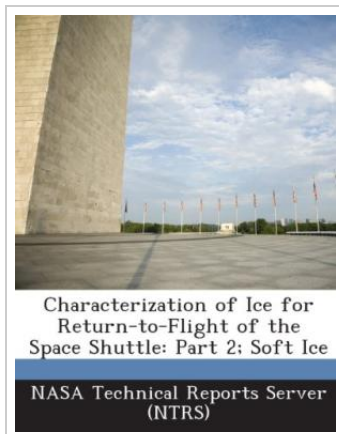 Characterization of Ice for
Return-to-Flight of the
Space Shuttle: Part 2; Soft Ice
NASA Technical Reports Server
(NTRS)